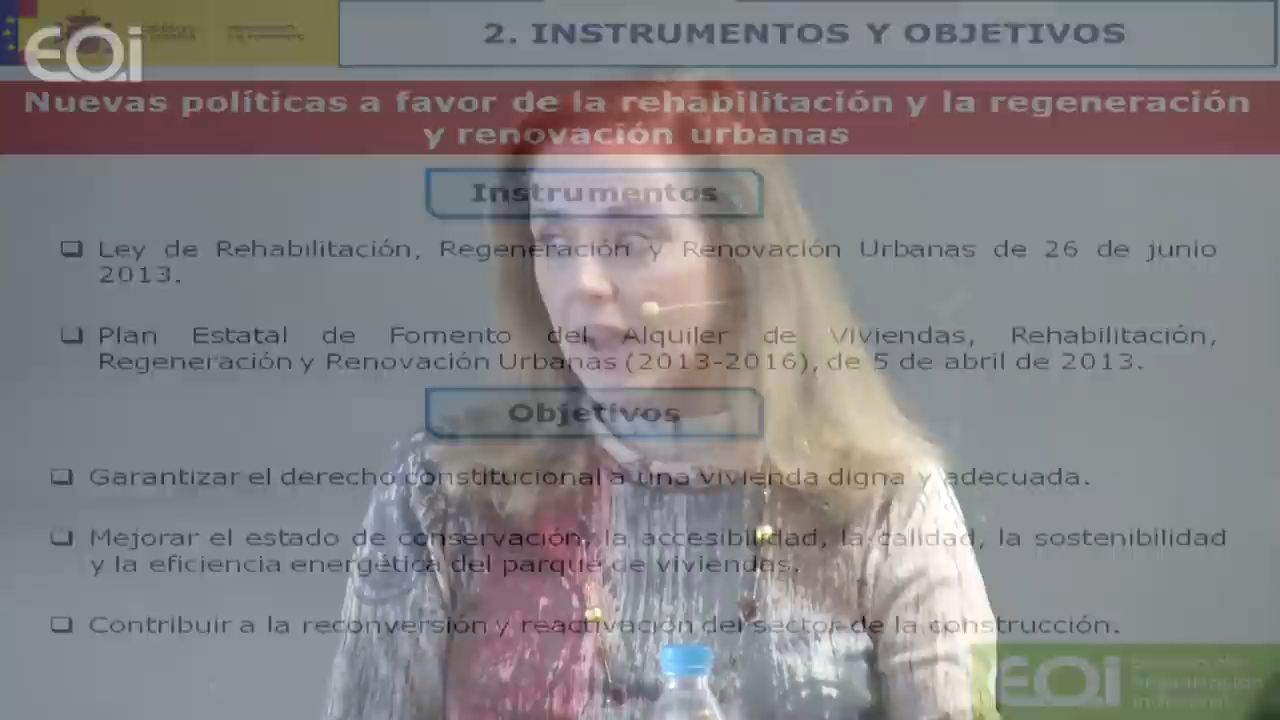 EOi
2. INSTRUMENTOS Y OBJETIVOS
Nuevas políticas a favor de la rehabilitación y la regeneración
y renovación urbanas
Instrumentos
❑ Ley de Rehabilitación, Regeneración y Renovación Urbanas de 26 de junio
2013.
❑ Plan Estatal de Fomento del Alquiler de Viviendas, Rehabilitación,
Regeneración y Renovación Urbanas (2013-2016), de 5 de abril de 2013.
Objetivos
❑ Garantizar el derecho constitucional a una vivienda digna y adecuada.
❑ Mejorar el estado de conservación, la accesibilidad, la calidad, la sostenibilidad
y la eficiencia energética del parque de viviendas.
❑ Contribuir a la reconversión y reactivación del sector de la construcción.
EOi